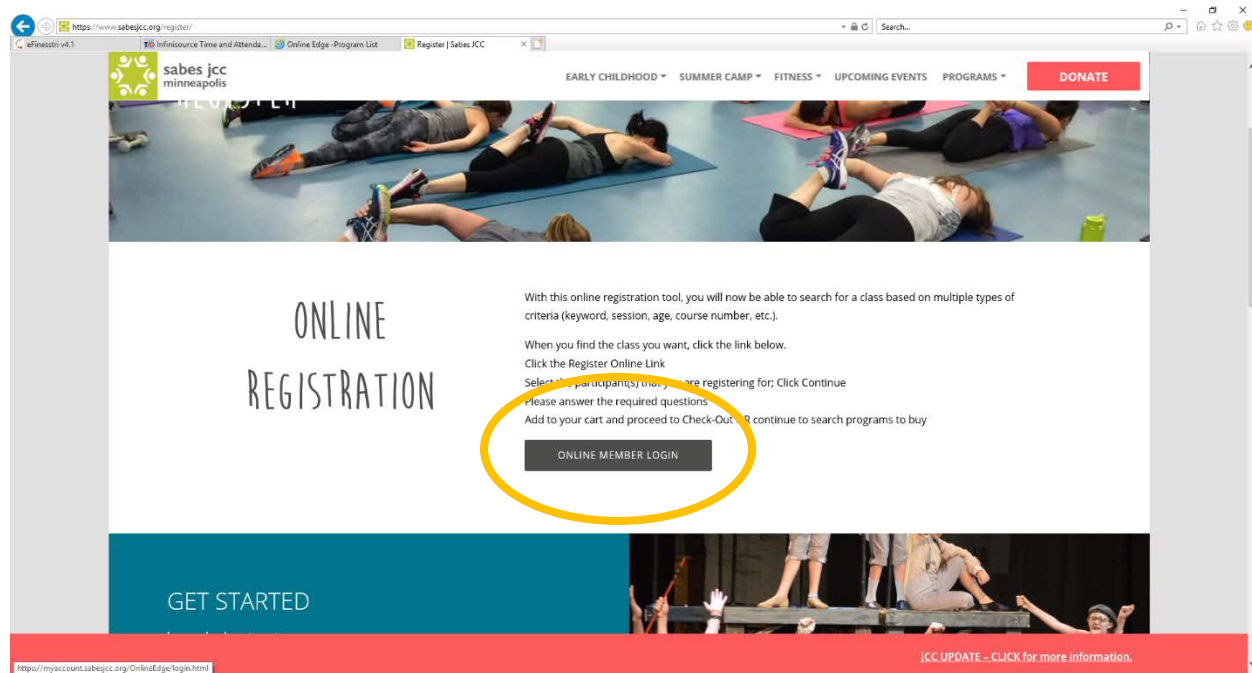 https://www.sabesjcc.org/register/
Search...
eFinesstri v4.1
Infinisource Time and Attenda...
Online Edge -Program List
Register | Sabes JCC
sabes jcc
minneapolis
EARLY CHILDHOOD
SUMMER CAMP
FITNESS
UPCOMING EVENTS
PROGRAMS
DONATE
REGISTER
ONLINE
REGISTRATION
With this online registration tool, you will now be able to search for a class based on multiple types of
criteria (keyword, session, age, course number, etc.).
When you find the class you want, click the link below.
Click the Register Online Link
Select the participant(s) that you are registering for; Click Continue
Please answer the required questions
Add to your cart and proceed to Check-Out OR continue to search programs to buy
ONLINE MEMBER LOGIN
GET STARTED
JCC UPDATE – CLICK for more information.
https://myaccount.sabesjcc.org/OnlineEdge/login.html